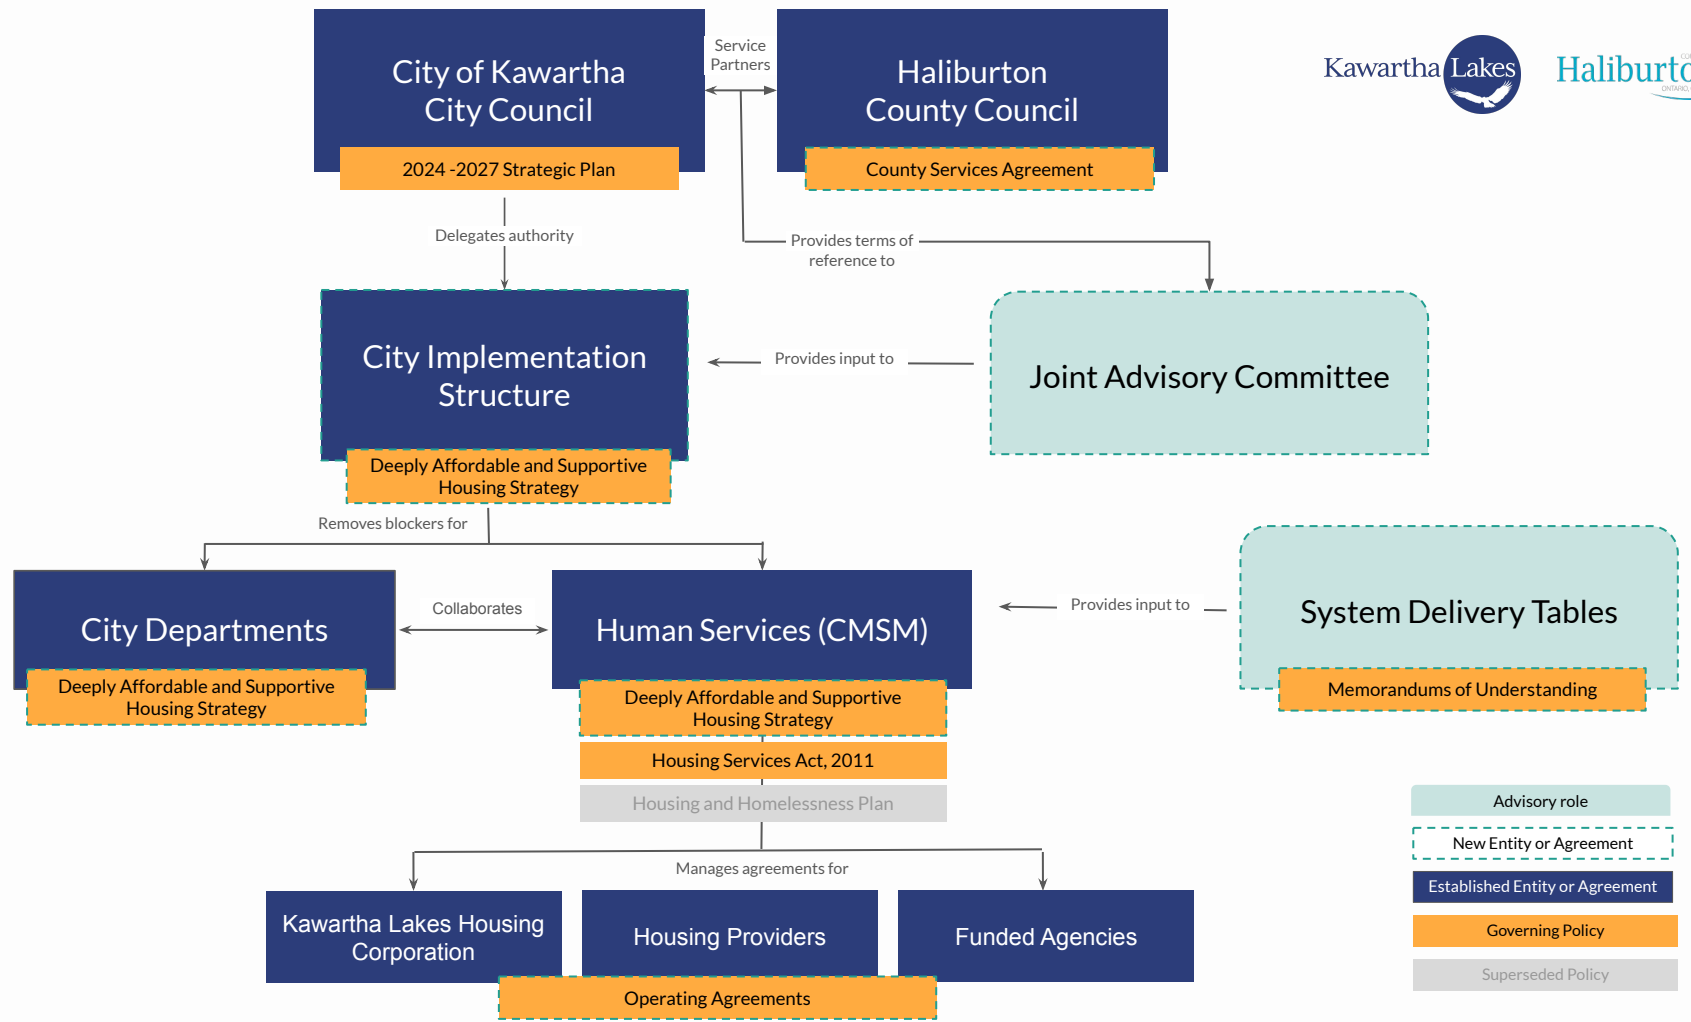 City of Kawartha
City Council
2024 -2027 Strategic Plan
Service
Partners
Haliburton
County Council
County Services Agreement
Kawartha Lakes
Delegates authority
Provides terms of
reference to
City Implementation
Structure
Deeply Affordable and Supportive
Housing Strategy
Provides input to
Joint Advisory Committee
Removes blockers for
City Departments
Deeply Affordable and Supportive
Housing Strategy
Collaborates
Human Services (CMSM)
Deeply Affordable and Supportive
Housing Strategy
Housing Services Act, 2011
Housing and Homelessness Plan
Provides input to
System Delivery Tables
Memorandums of Understanding
Manages agreements for
Kawartha Lakes Housing
Corporation
Housing Providers
Funded Agencies
Operating Agreements
Advisory role
New Entity or Agreement
Established Entity or Agreement
Governing Policy
Superseded Policy